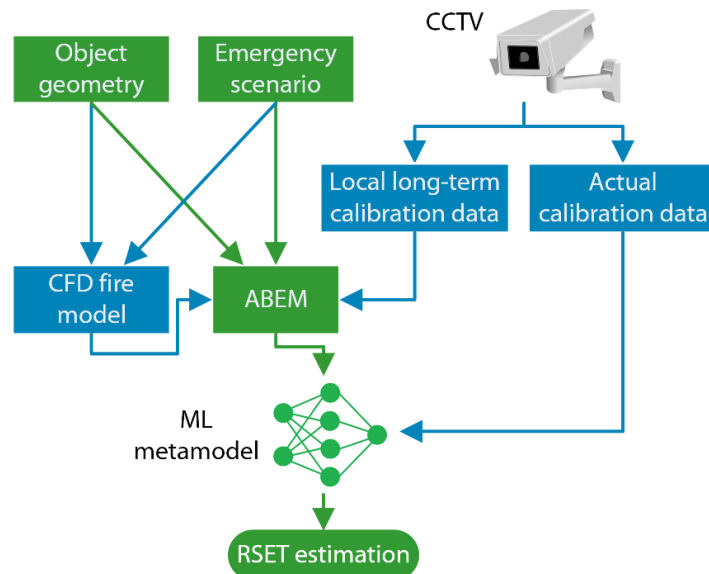 CCTV
Object
geometry
Emergency
scenario
Local long-term
calibration data
Actual
calibration data
CFD fire
model
ABEM
ML
metamodel
RSET estimation